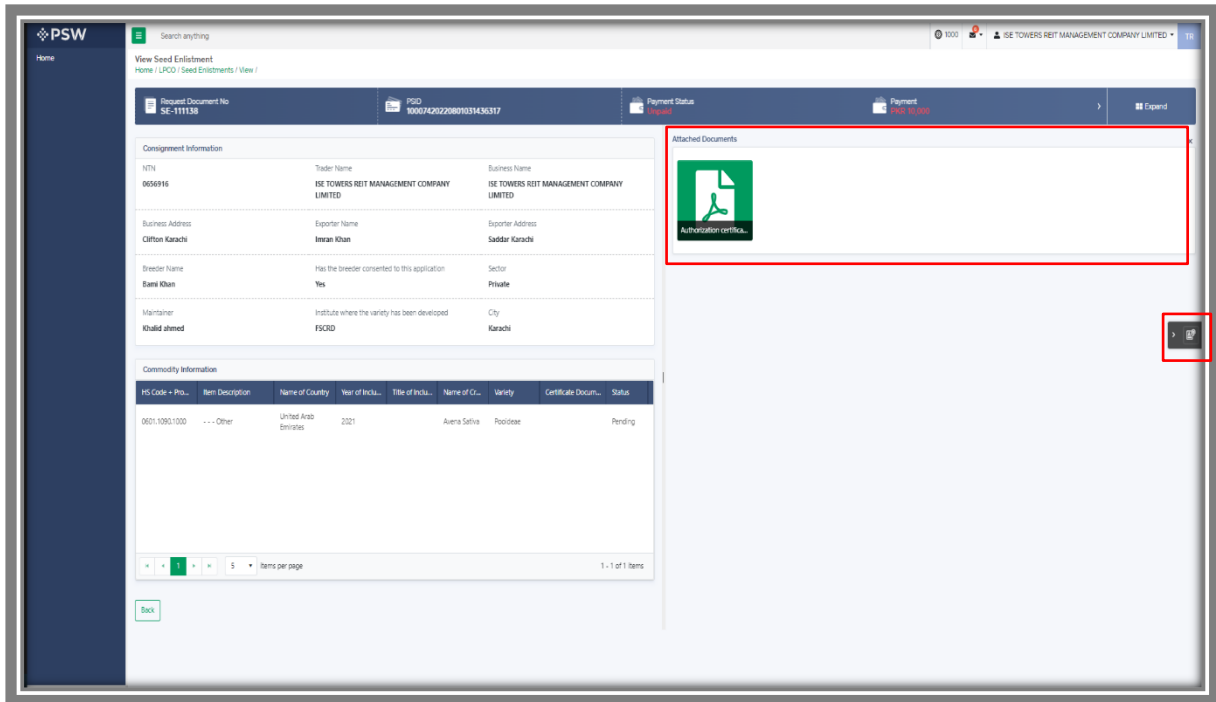 PSW
Search anything
1000
ISE TOWERS REIT MANAGEMENT COMPANY LIMITED
TR
Home
View Seed Enlistment
Home / LPCO / Seed Enlistments / View /
Request Document No
SE-111138
PSID
10007420220801031436317
Payment Status
Unpaid
Payment
PKR 10,000
Expand
Consignment Information
NTN
Trader Name
Business Name
0656916
ISE TOWERS REIT MANAGEMENT COMPANY
LIMITED
ISE TOWERS REIT MANAGEMENT COMPANY
LIMITED
Business Address
Exporter Name
Exporter Address
Clifton Karachi
Imran Khan
Saddar Karachi
Breeder Name
Has the breeder consented to this application
Sector
Bami Khan
Yes
Private
Maintainer
Institute where the variety has been developed
City
Khalid ahmed
FSCRD
Karachi
Attached Documents
x
Authorization certifica...
Commodity Information
HS Code + Pro... Item Description Name of Country Year of Inclu... Title of Inclu... Name of Cr... Variety Certificate Docum... Status
0601.1090.1000 - - - Other United Arab Emirates 2021 Avena Sativa Pooideae Pending
1 5 items per page 1 - 1 of 1 items
Back